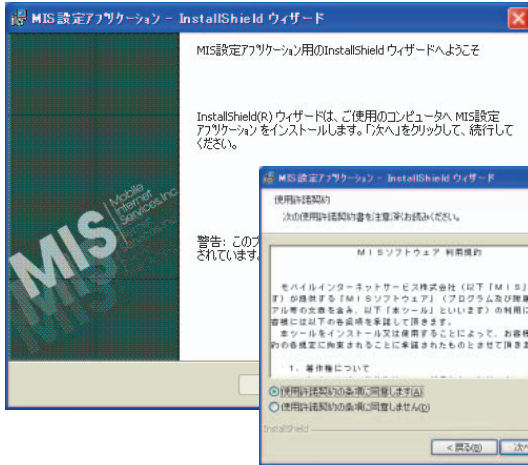 MIS設定アプリケーション - InstallShield ウィザード
MIS設定アプリケーション用のInstallShield ウィザードへようこそ
InstallShield(R) ウィザードは、ご使用のコンピュータへ MIS設定
アプリケーション をインストールします。「次へ」をクリックして、続行して
ください。
警告: このプ
されています。
MIS
Mobile
Internet
Services,Inc.
MIS設定アプリケーション - InstallShield ウィザード
使用許諾契約
次の使用許諾契約書を注意深くお読みください。
MISソフトウェア 利用規約
モバイルインターネットサービス株式会社（以下「MIS」
す）が提供する「MISソフトウェア」（プログラム及び
アル等の文章を含み、以下「本ツール」といいます）の利用に
客様には以下の各員項を承諾して頂きます。
本ツールをインストール又は使用することによって、お客様
約の各規定に拘束されることに承諾されたものとさせて頂きま
1. 著作権について
使用許諾契約の条項に同意します(A)
使用許諾契約の条項に同意しません(D)
InstallShield
< 戻る(B)
次へ